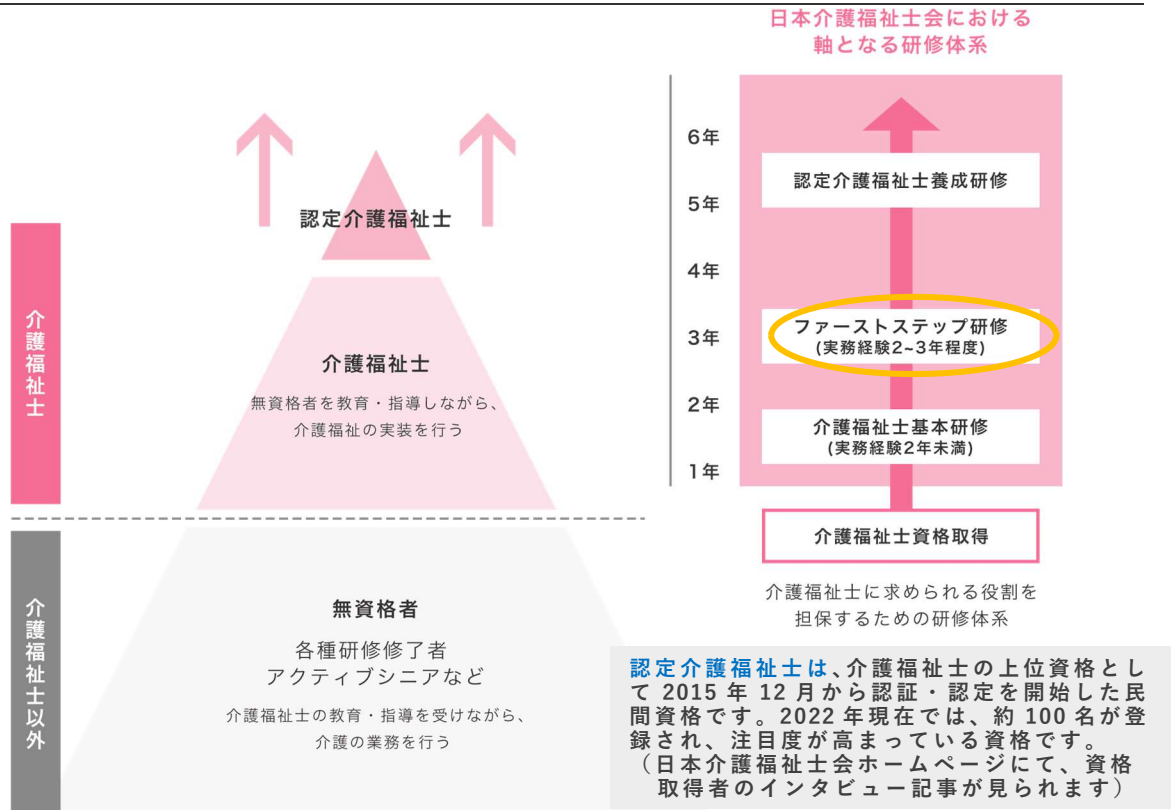 日本介護福祉士会における
軸となる研修体系
介護福祉士
認定介護福祉士
介護福祉士
無資格者を教育・指導しながら、
介護福祉の実装を行う
介護福祉士以外
無資格者
各種研修修了者
アクティブシニアなど
介護福祉士の教育・指導を受けながら、
介護の業務を行う
6年
認定介護福祉士養成研修
5年
4年
ファーストステップ研修
3年
(実務経験2~3年程度)
2年
介護福祉士基本研修
(実務経験2年未満)
1年
介護福祉士資格取得
介護福祉士に求められる役割を
担保するための研修体系
認定介護福祉士は、介護福祉士の上位資格とし
て 2015 年 12 月から認証・認定を開始した民
間資格です。2022 年現在では、約 100 名が登
録され、注目度が高まっている資格です。
（日本介護福祉士会ホームページにて、資格
取得者のインタビュー記事が見られます）